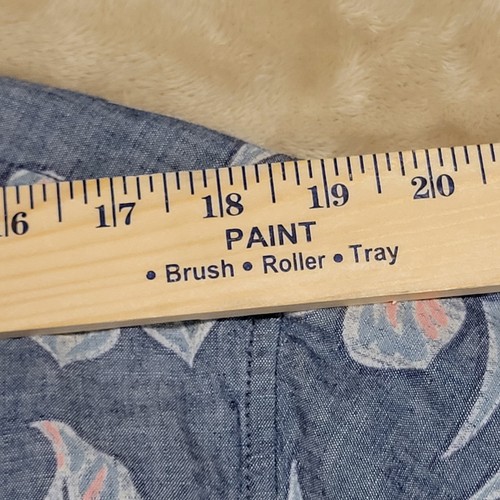 16 17 18 19 20
PAINT
• Brush • Roller • Tray